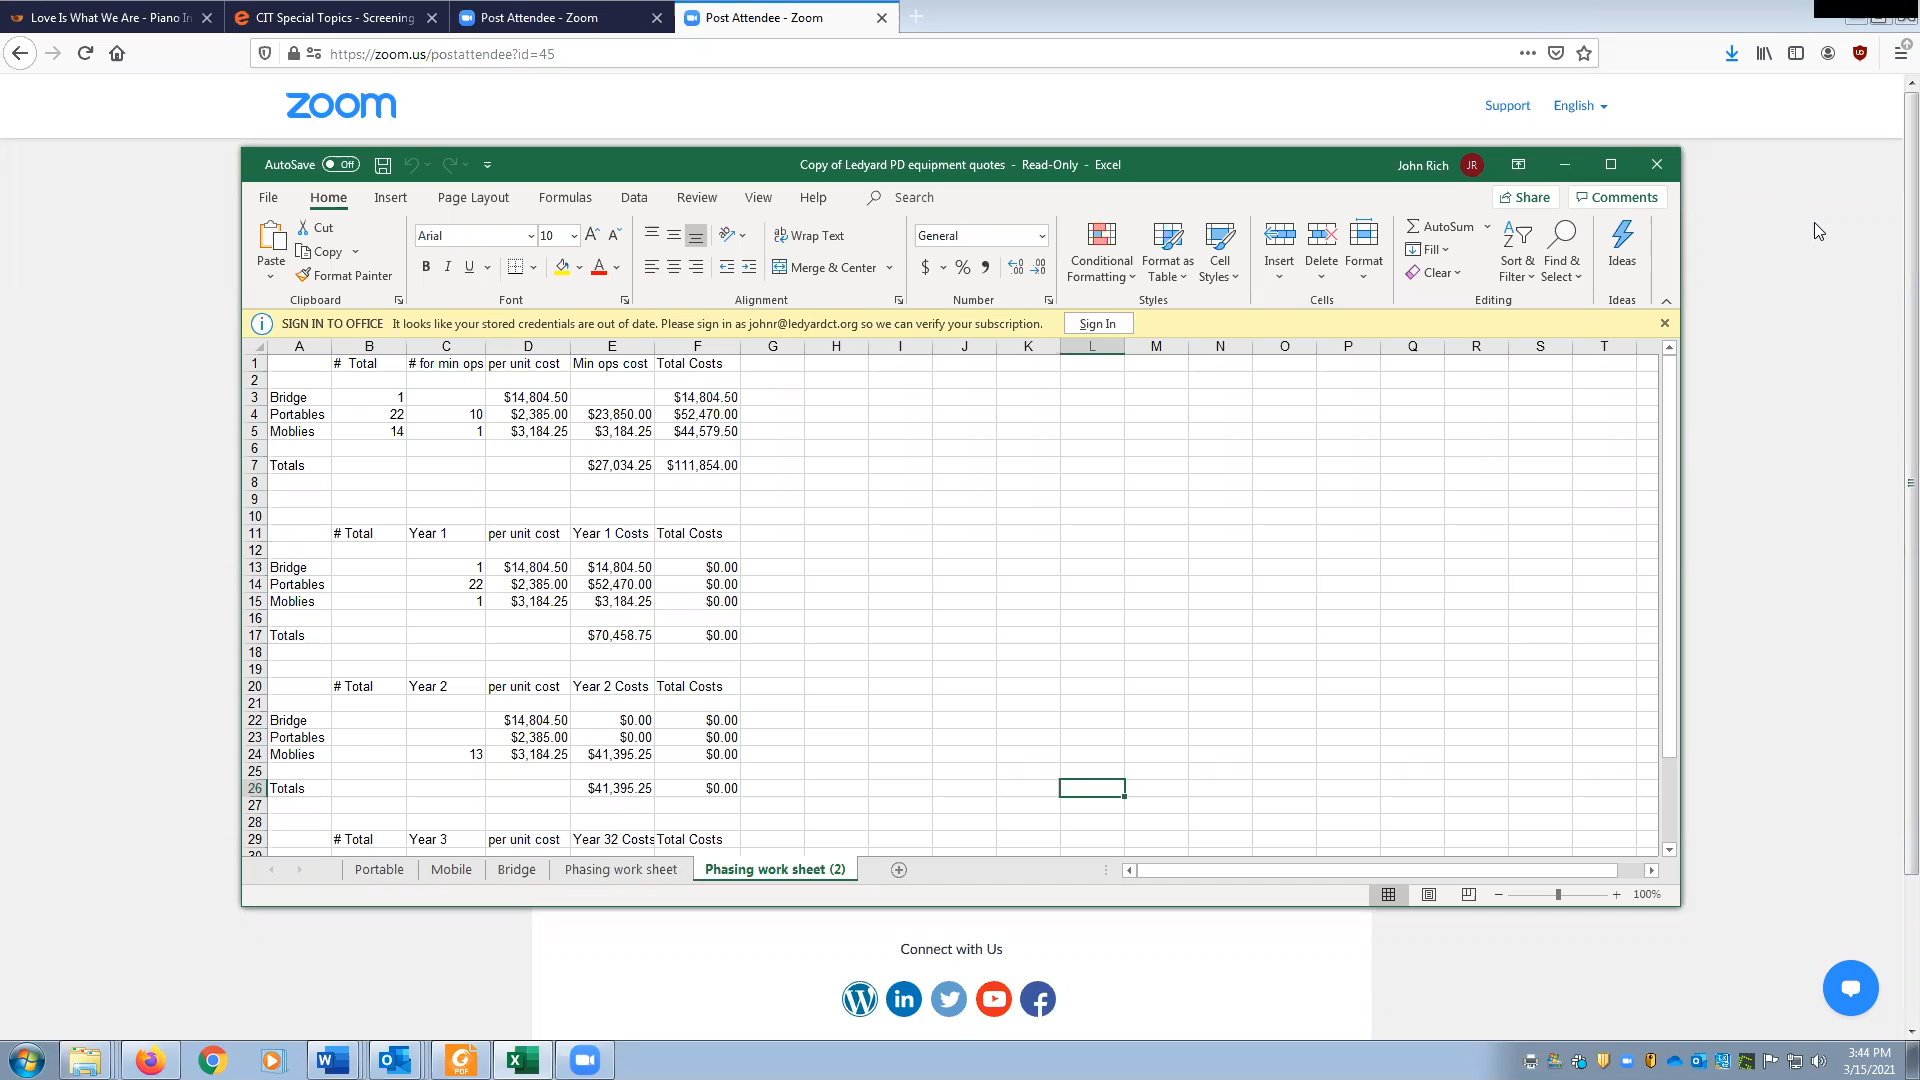 Love Is What We Are - Piano In
CIT Special Topics - Screening
Post Attendee - Zoom
Post Attendee - Zoom
https://zoom.us/postattendee?id=45
zoom
Support English
AutoSave Off
Copy of Ledyard PD equipment quotes - Read-Only - Excel
John Rich JR
File Home Insert Page Layout Formulas Data Review View Help Search
Share Comments
Paste
Cut
Copy
Format Painter
Clipboard
Arial 10
B I U
Font
Wrap Text
Merge & Center
Alignment
General
$ %
Number
Conditional Formatting
Format as Table
Cell Styles
Styles
Insert Delete Format
Cells
AutoSum
Fill
Clear
Sort & Filter
Find & Select
Editing
Ideas
Ideas
SIGN IN TO OFFICE It looks like your stored credentials are out of date. Please sign in as johnr@ledyardct.org so we can verify your subscription. Sign In
A B C D E F G H I J K L M N O P Q R S T
1 # Total # for min ops per unit cost Min ops cost Total Costs
2
3 Bridge 1 $14,804.50 $14,804.50
4 Portables 22 10 $2,385.00 $23,850.00 $52,470.00
5 Moblies 14 1 $3,184.25 $3,184.25 $44,579.50
6
7 Totals $27,034.25 $111,854.00
8
9
10
11 # Total Year 1 per unit cost Year 1 Costs Total Costs
12
13 Bridge 1 $14,804.50 $14,804.50 $0.00
14 Portables 22 $2,385.00 $52,470.00 $0.00
15 Moblies 1 $3,184.25 $3,184.25 $0.00
16
17 Totals $70,458.75 $0.00
18
19
20 # Total Year 2 per unit cost Year 2 Costs Total Costs
21
22 Bridge $14,804.50 $0.00 $0.00
23 Portables $2,385.00 $0.00 $0.00
24 Moblies 13 $3,184.25 $41,395.25 $0.00
25
26 Totals $41,395.25 $0.00
27
28
29 # Total Year 3 per unit cost Year 32 Costs Total Costs
30
Portable Mobile Bridge Phasing work sheet Phasing work sheet (2)
100%
Connect with Us
3:44 PM
3/15/2021